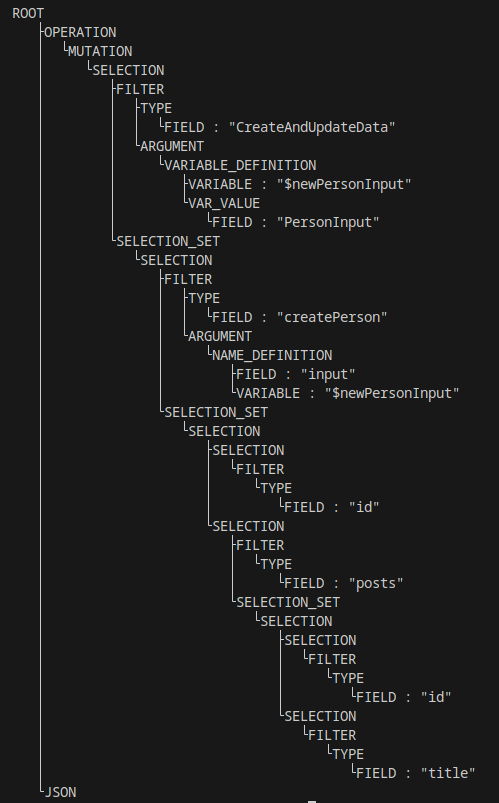 ROOT
OPERATION
MUTATION
SELECTION
FILTER
TYPE
FIELD : "CreateAndUpdateData"
ARGUMENT
VARIABLE_DEFINITION
VARIABLE : "$newPersonInput"
VAR_VALUE
FIELD : "PersonInput"
SELECTION_SET
SELECTION
FILTER
TYPE
FIELD : "createPerson"
ARGUMENT
NAME_DEFINITION
FIELD : "input"
VARIABLE : "$newPersonInput"
SELECTION_SET
SELECTION
SELECTION
FILTER
TYPE
FIELD : "id"
SELECTION
FILTER
TYPE
FIELD : "posts"
SELECTION_SET
SELECTION
SELECTION
FILTER
TYPE
FIELD : "id"
SELECTION
FILTER
TYPE
FIELD : "title"
JSON